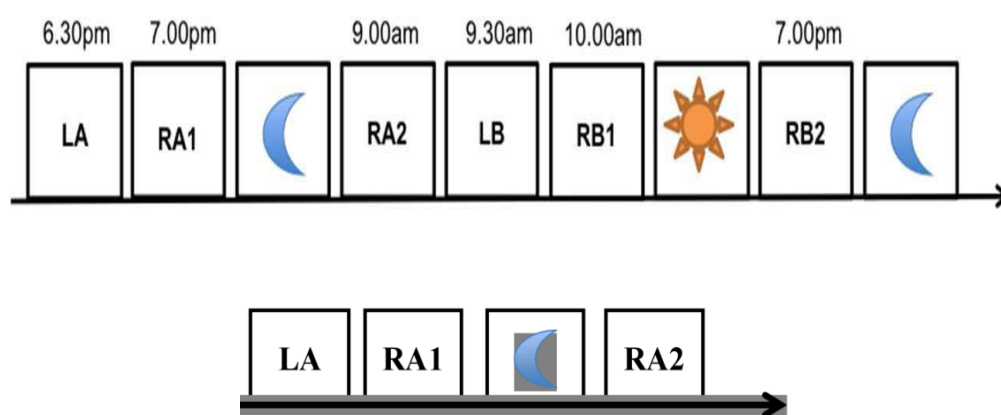 6.30pm 7.00pm 9.00am 9.30am 10.00am 7.00pm
LA RA1 RA2 LB RB1 RB2
LA RA1 RA2